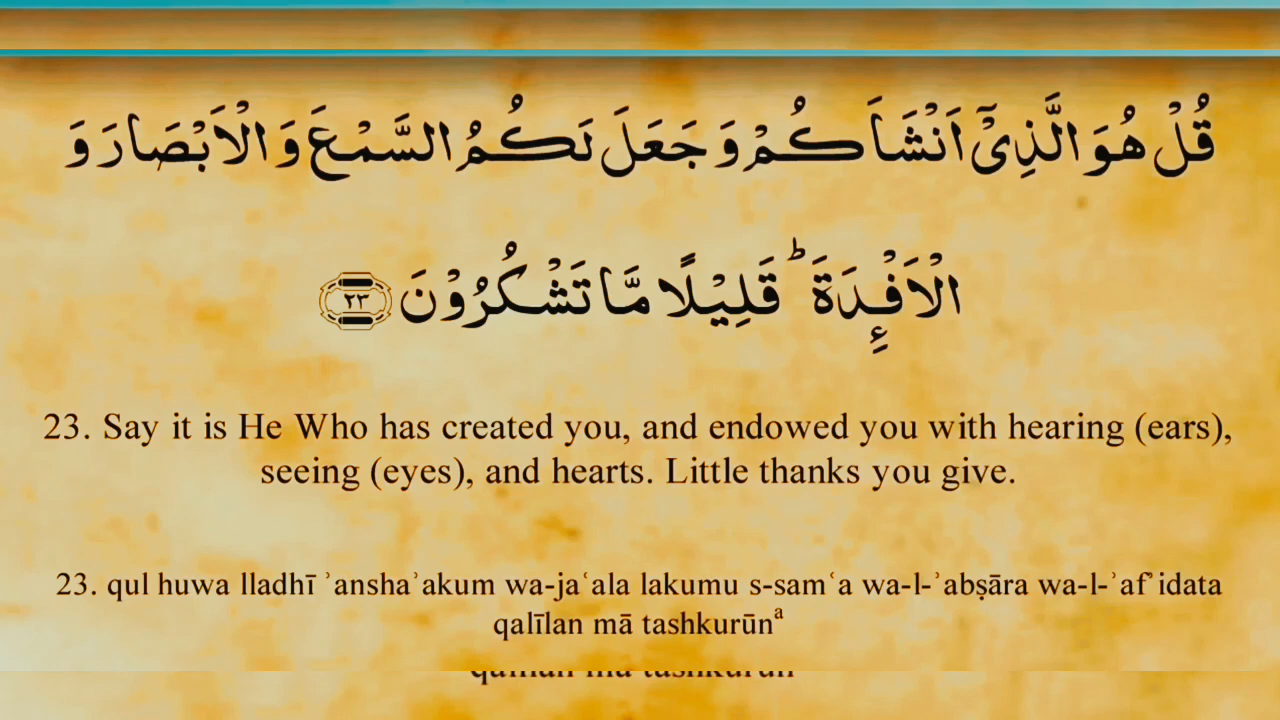 قُلْ هُوَ الَّذِيْۤ اَنْشَاَكُمْ وَجَعَلَ لَكُمُ السَّمْعَ وَالْاَبْصَارَ وَ
الْاَفْـِٕدَةَ ؕ قَلِيْلًا مَّا تَشْكُرُوْنَ ﴿٢٣﴾
23. Say it is He Who has created you, and endowed you with hearing (ears),
seeing (eyes), and hearts. Little thanks you give.
23. qul huwa lladhī ʾanshaʾakum wa-jaʿala lakumu s-samʿa wa-l-ʾabṣāra wa-l-ʾafʾidata
qalīlan mā tashkurūnᵃ